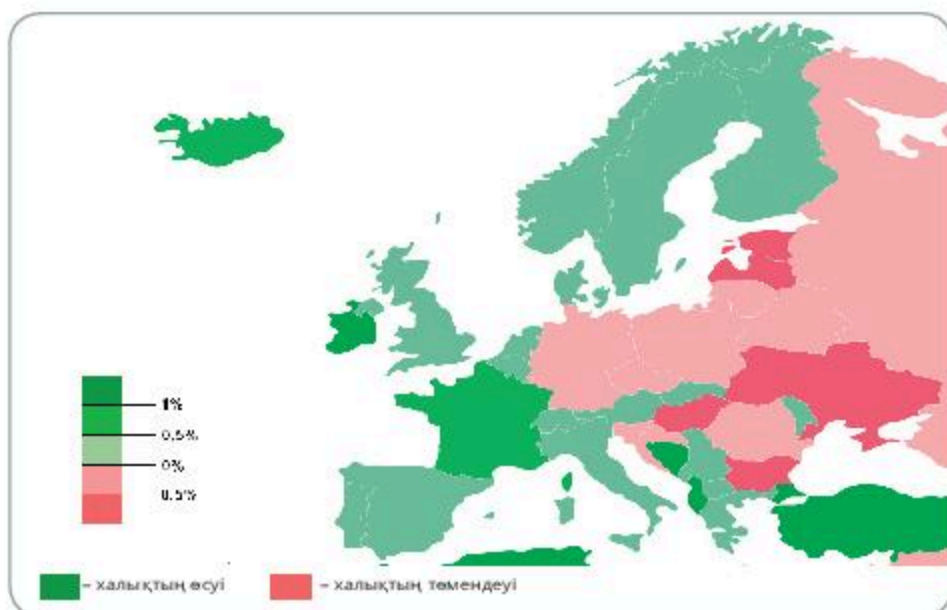 1%
0,5%
0%
0,5%
– халықтың өсуі
– халықтың төмендеуі